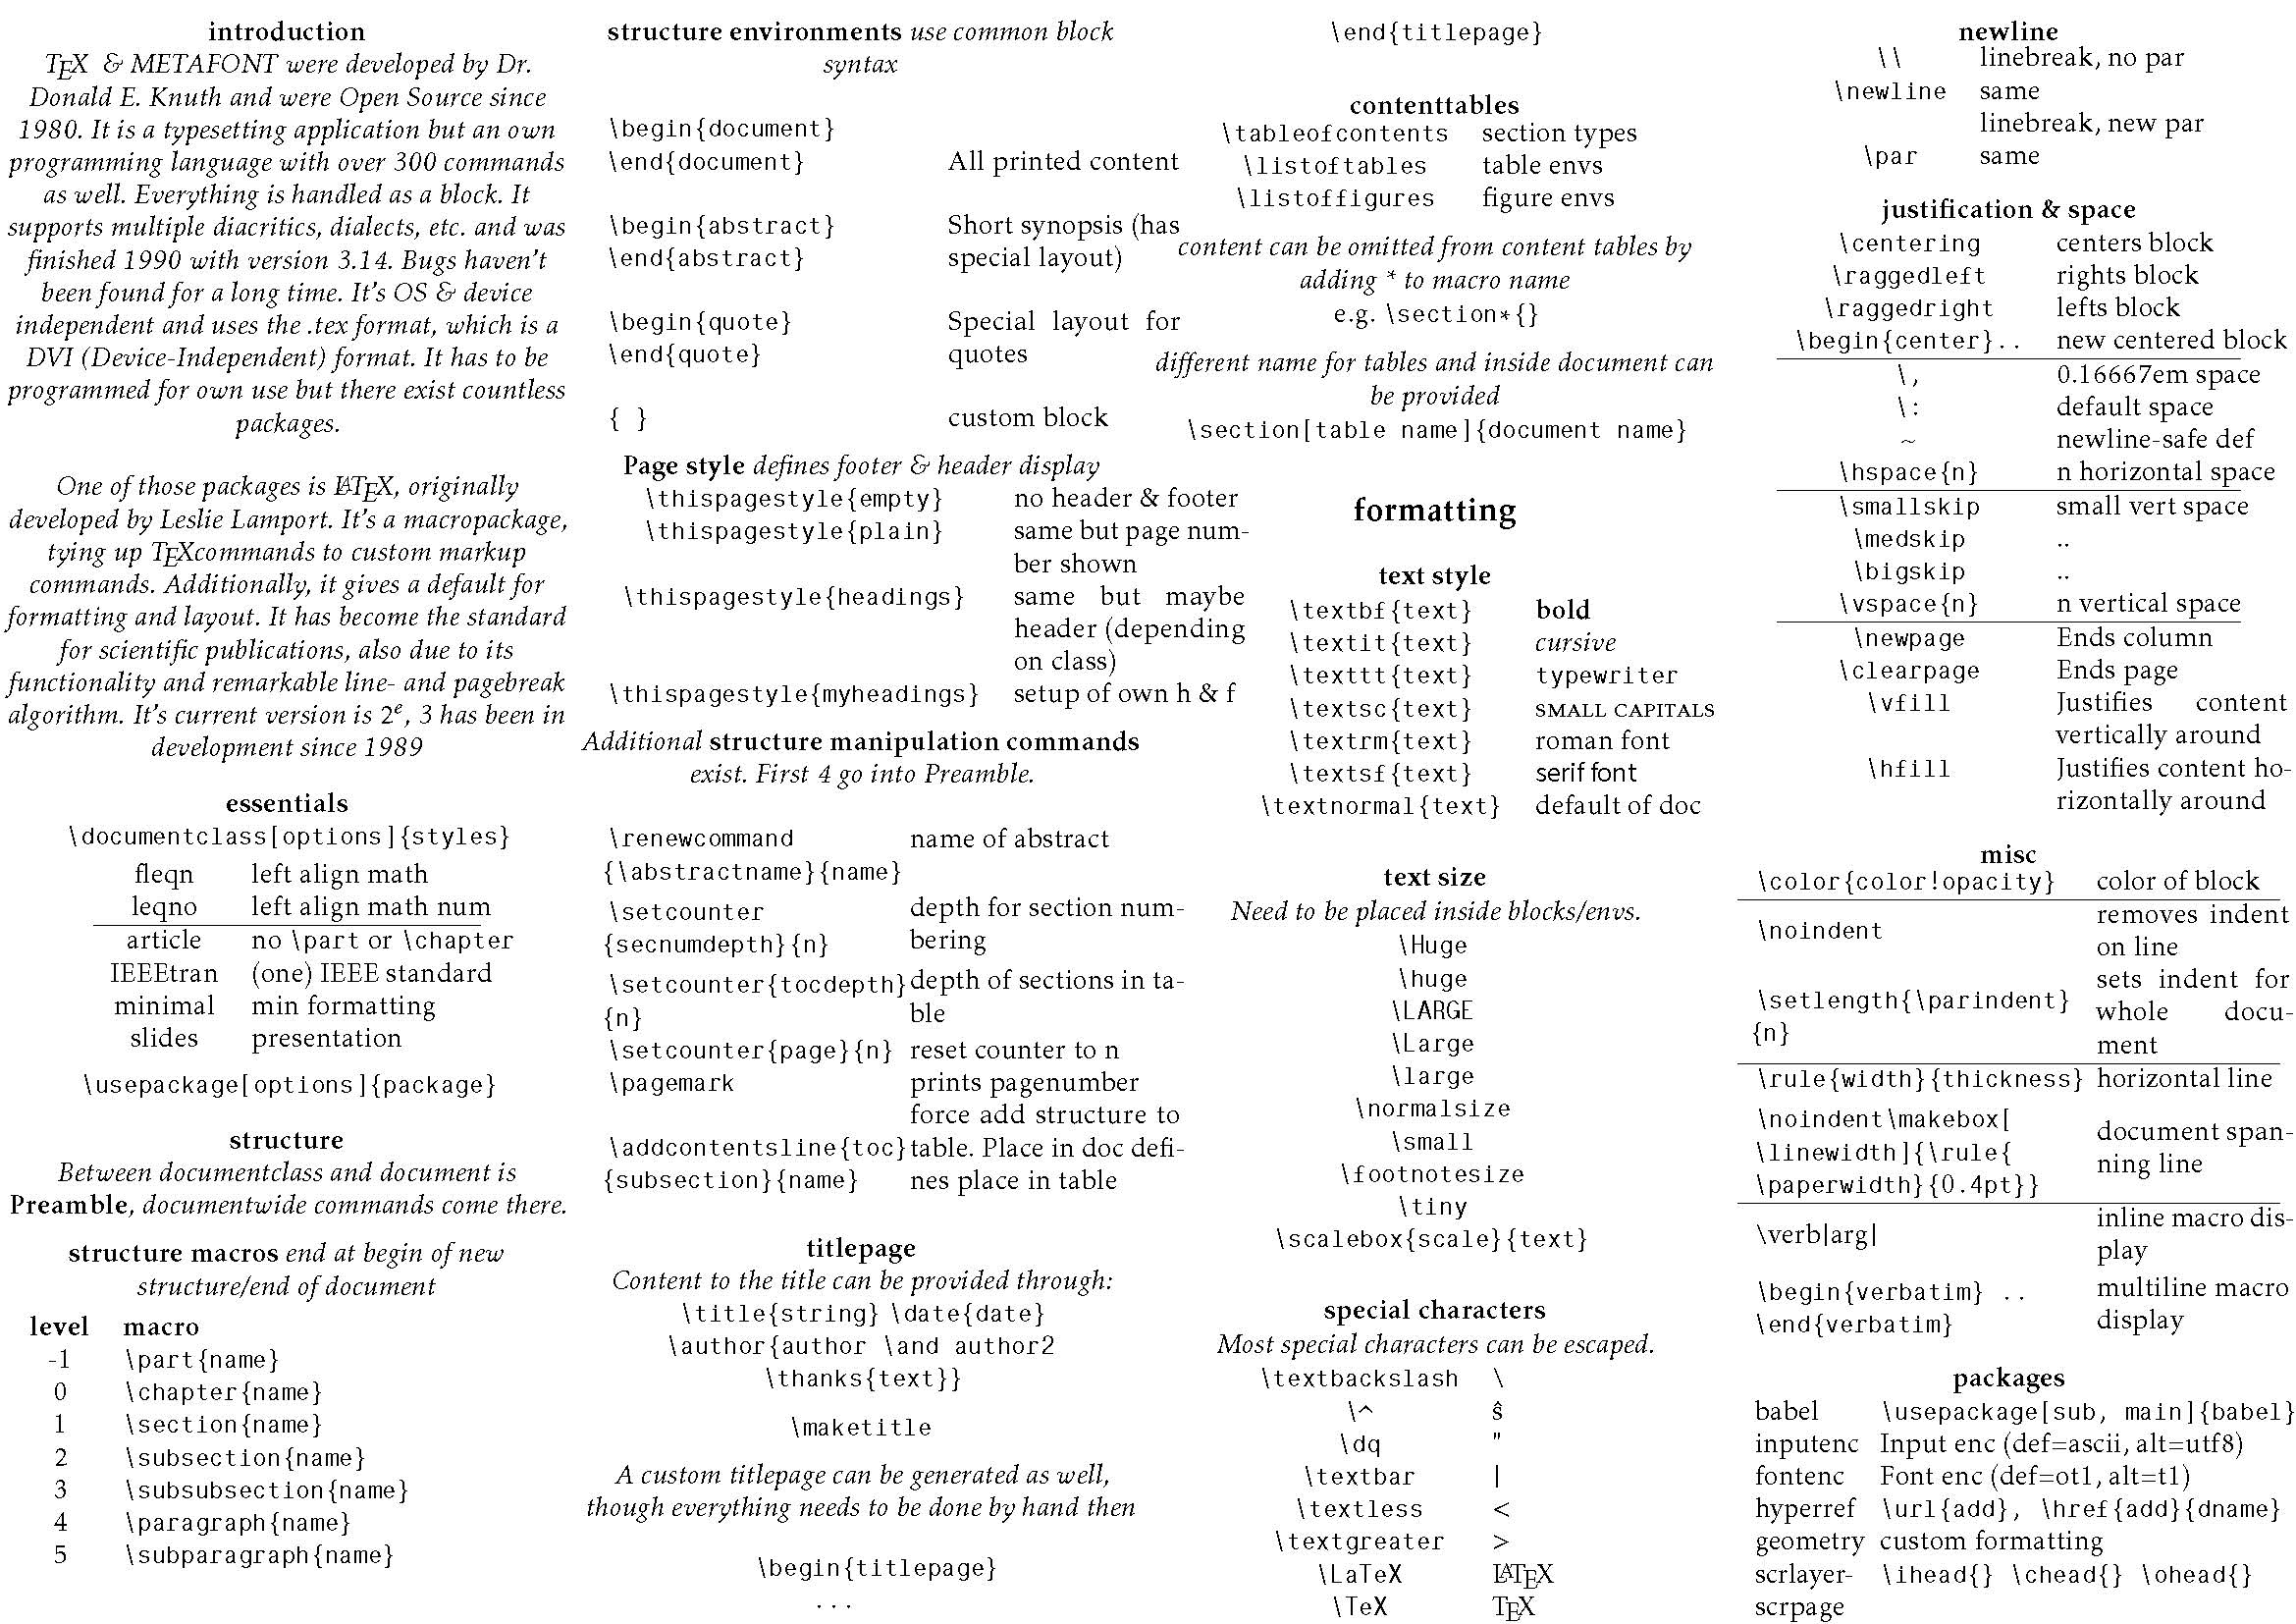 introduction
TEX & METAFONT were developed by Dr.
Donald E. Knuth and were Open Source since
1980. It is a typesetting application but an own
programming language with over 300 commands
as well. Everything is handled as a block. It
supports multiple diacritics, dialects, etc. and was
finished 1990 with version 3.14. Bugs haven't
been found for a long time. It's OS & device
independent and uses the .tex format, which is a
DVI (Device-Independent) format. It has to be
programmed for own use but there exist countless
packages.
One of those packages is LATEX, originally
developed by Leslie Lamport. It's a macropackage,
tying up TEXcommands to custom markup
commands. Additionally, it gives a default for
formatting and layout. It has become the standard
for scientific publications, also due to its
functionality and remarkable line- and pagebreak
algorithm. It's current version is 2e, 3 has been in
development since 1989
essentials
\documentclass[options]{styles}
fleqn left align math
leqno left align math num
article no \part or \chapter
IEEEtran (one) IEEE standard
minimal min formatting
slides presentation
\usepackage[options]{package}
structure
Between documentclass and document is
Preamble, documentwide commands come there.
structure macros end at begin of new
structure/end of document
level macro
-1 \part{name}
0 \chapter{name}
1 \section{name}
2 \subsection{name}
3 \subsubsection{name}
4 \paragraph{name}
5 \subparagraph{name}
structure environments use common block
syntax
\begin{document}
\end{document} All printed content
\begin{abstract} Short synopsis (has
\end{abstract} special layout)
\begin{quote} Special layout for
\end{quote} quotes
{ } custom block
Page style defines footer & header display
\thispagestyle{empty} no header & footer
\thispagestyle{plain} same but page num-
ber shown
\thispagestyle{headings} same but maybe
header (depending
on class)
\thispagestyle{myheadings} setup of own h & f
Additional structure manipulation commands
exist. First 4 go into Preamble.
\renewcommand name of abstract
{\abstractname}{name}
\setcounter depth for section num-
{secnumdepth}{n} bering
\setcounter{tocdepth} depth of sections in ta-
{n} ble
\setcounter{page}{n} reset counter to n
\pagemark prints pagenumber
force add structure to
\addcontentsline{toc} table. Place in doc defi-
{subsection}{name} nes place in table
titlepage
Content to the title can be provided through:
\title{string} \date{date}
\author{author \and author2
\thanks{text}}
\maketitle
A custom titlepage can be generated as well,
though everything needs to be done by hand then
\begin{titlepage}
...
\end{titlepage}
contenttables
\tableofcontents section types
\listoftables table envs
\listoffigures figure envs
content can be omitted from content tables by
adding * to macro name
e.g. \section*{}
different name for tables and inside document can
be provided
\section[table name]{document name}
formatting
text style
\textbf{text} bold
\textit{text} cursive
\texttt{text} typewriter
\textsc{text} SMALL CAPITALS
\textrm{text} roman font
\textsf{text} serif font
\textnormal{text} default of doc
text size
Need to be placed inside blocks/envs.
\Huge
\huge
\LARGE
\Large
\large
\normalsize
\small
\footnotesize
\tiny
\scalebox{scale}{text}
special characters
Most special characters can be escaped.
\textbackslash \
\^ ŝ
\dq "
\textbar |
\textless <
\textgreater >
\LaTeX LATEX
\TeX TEX
newline
\\ linebreak, no par
\newline same
linebreak, new par
\par same
justification & space
\centering centers block
\raggedleft rights block
\raggedright lefts block
\begin{center}.. new centered block
\, 0.16667em space
\: default space
~ newline-safe def
\hspace{n} n horizontal space
\smallskip small vert space
\medskip ..
\bigskip ..
\vspace{n} n vertical space
\newpage Ends column
\clearpage Ends page
\vfill Justifies content
vertically around
\hfill Justifies content ho-
rizontally around
misc
\color{color!opacity} color of block
\noindent removes indent
on line
\setlength{\parindent} sets indent for
{n} whole docu-
ment
\rule{width}{thickness} horizontal line
\noindent\makebox[
\linewidth]{\rule{ document span-
\paperwidth}{0.4pt}} ning line
\verb|arg| inline macro dis-
play
\begin{verbatim} .. multiline macro
\end{verbatim} display
packages
babel \usepackage[sub, main]{babel}
inputenc Input enc (def=ascii, alt=utf8)
fontenc Font enc (def=ot1, alt=t1)
hyperref \url{add}, \href{add}{dname}
geometry custom formatting
scrlayer- \ihead{} \chead{} \ohead{}
scrpage